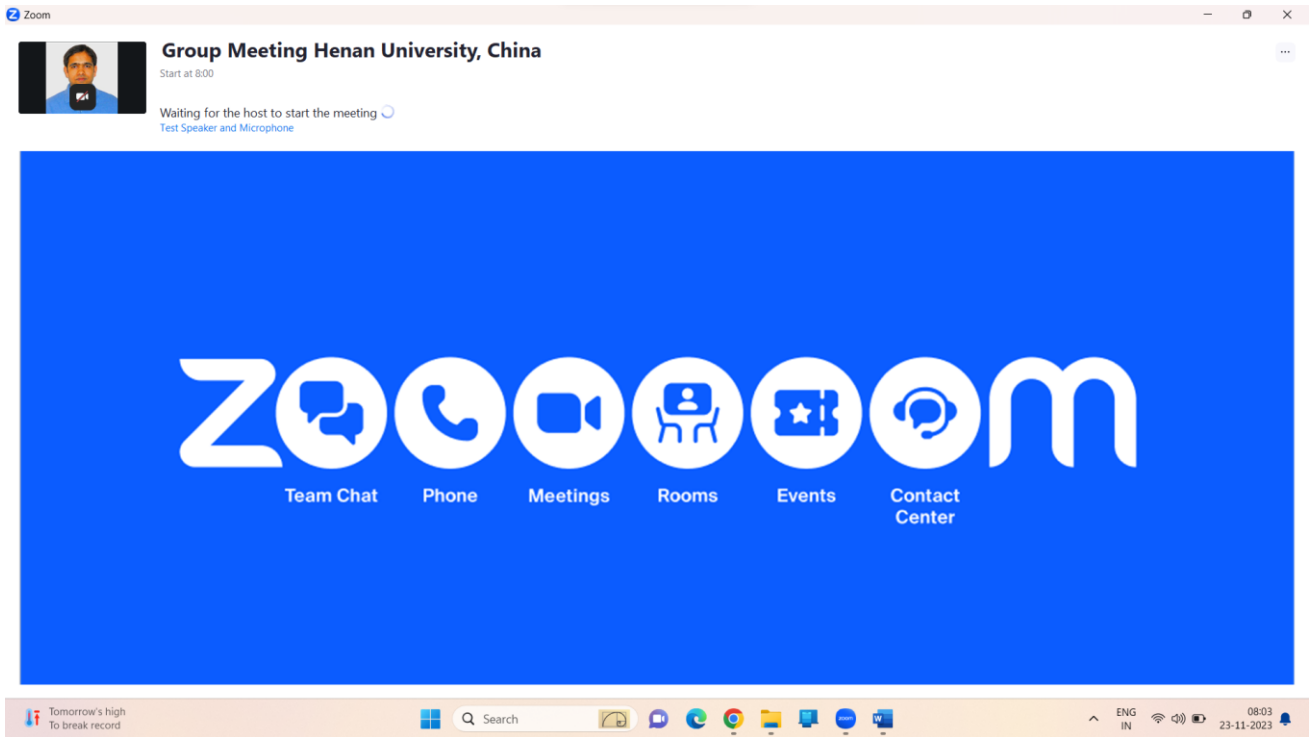 Zoom
Group Meeting Henan University, China
Start at 8:00
Waiting for the host to start the meeting
Test Speaker and Microphone
zoooooom
Team Chat Phone Meetings Rooms Events Contact Center
Tomorrow's high
To break record
Search
zoom
W
ENG
IN
08:03
23-11-2023